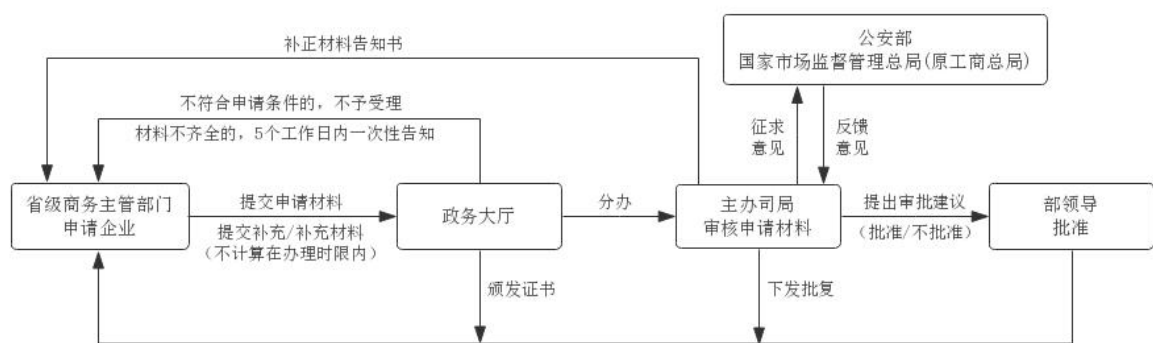 补正材料告知书
公安部
国家市场监督管理总局(原工商总局)
不符合申请条件的，不予受理
材料不齐全的，5个工作日内一次性告知
征求
意见
反馈
意见
省级商务主管部门
申请企业
提交申请材料
提交补充/补充材料
（不计算在办理时限内）
政务大厅
分办
主办司局
审核申请材料
提出审批建议
（批准/不批准）
部领导
批准
颁发证书
下发批复